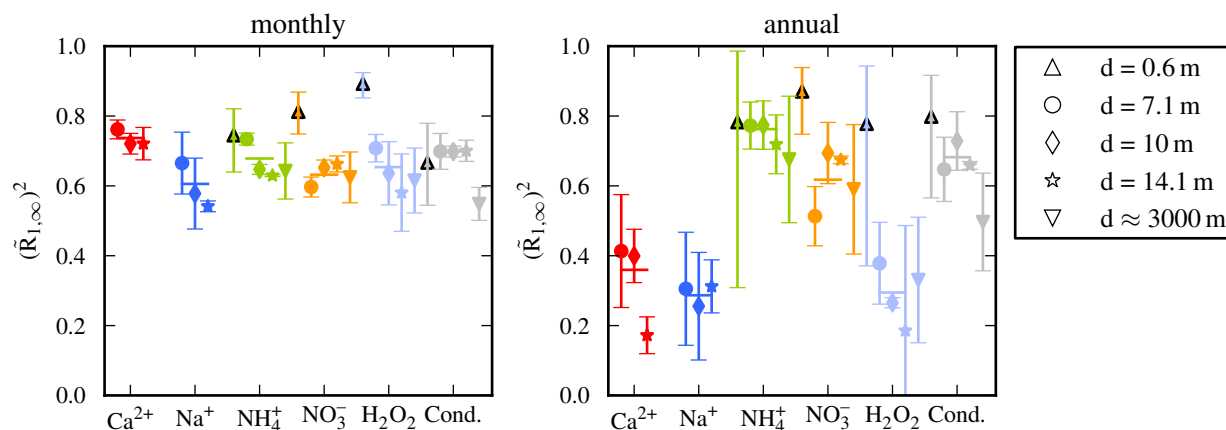 monthly
annual
(R̃₁,∞)²
1.0
0.8
0.6
0.4
0.2
0.0
Ca²⁺ Na⁺ NH₄⁺ NO₃⁻ H₂O₂ Cond.
(R̃₁,∞)²
1.0
0.8
0.6
0.4
0.2
0.0
Ca²⁺ Na⁺ NH₄⁺ NO₃⁻ H₂O₂ Cond.
d = 0.6 m
d = 7.1 m
d = 10 m
d = 14.1 m
d ≈ 3000 m